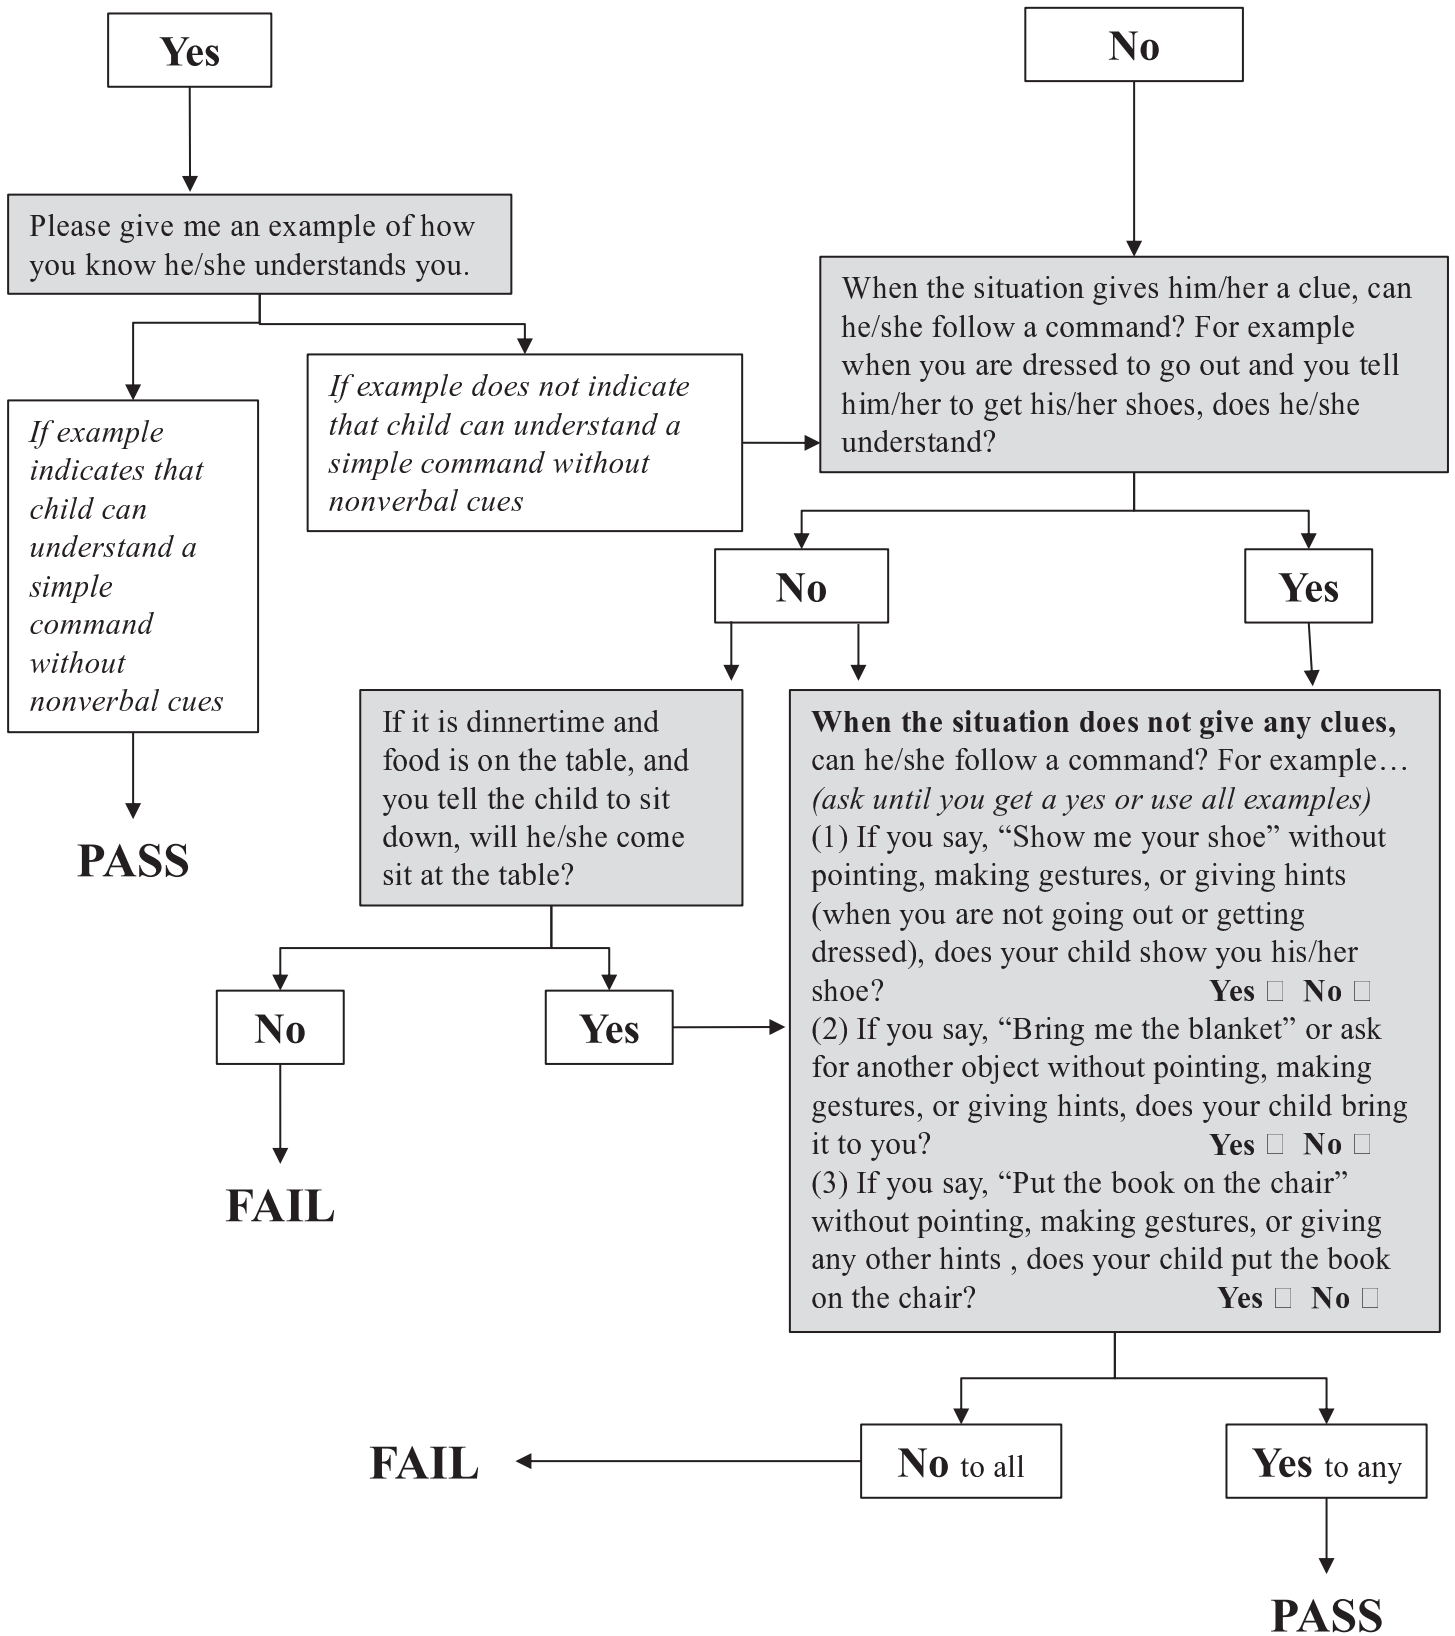 Yes
No
Please give me an example of how
you know he/she understands you.
When the situation gives him/her a clue, can
he/she follow a command? For example
when you are dressed to go out and you tell
him/her to get his/her shoes, does he/she
understand?
If example does not indicate
that child can understand a
simple command without
nonverbal cues
If example
indicates that
child can
understand a
simple
command
without
nonverbal cues
No
Yes
PASS
If it is dinnertime and
food is on the table, and
you tell the child to sit
down, will he/she come
sit at the table?
When the situation does not give any clues,
can he/she follow a command? For example…
(ask until you get a yes or use all examples)
(1) If you say, “Show me your shoe” without
pointing, making gestures, or giving hints
(when you are not going out or getting
dressed), does your child show you his/her
shoe? Yes □ No □
(2) If you say, “Bring me the blanket” or ask
for another object without pointing, making
gestures, or giving hints, does your child bring
it to you? Yes □ No □
(3) If you say, “Put the book on the chair”
without pointing, making gestures, or giving
any other hints , does your child put the book
on the chair? Yes □ No □
No
Yes
FAIL
No to all
Yes to any
FAIL
PASS